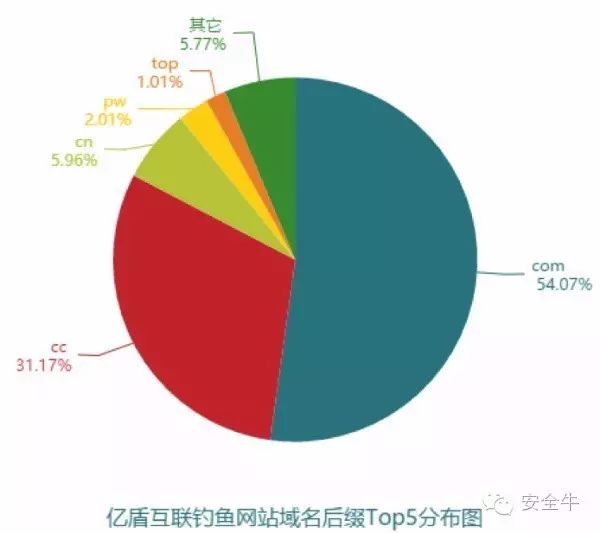 其它
5.77%
top
1.01%
pw
2.01%
cn
5.96%
com
54.07%
cc
31.17%
安全牛
亿盾互联钓鱼网站域名后缀Top5分布图